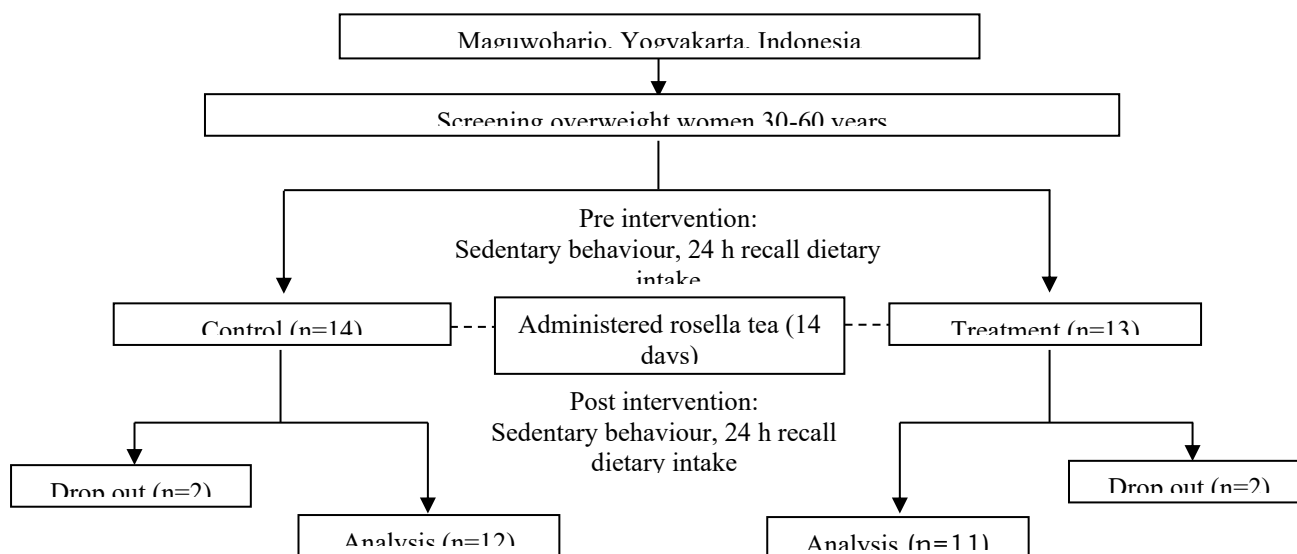 Maguwoharjo, Yogyakarta, Indonesia
Screening overweight women 30-60 years
Pre intervention:
Sedentary behaviour, 24 h recall dietary
intake
Control (n=14)
Administered rosella tea (14
days)
Treatment (n=13)
Post intervention:
Sedentary behaviour, 24 h recall
dietary intake
Drop out (n=2)
Drop out (n=2)
Analysis (n=12)
Analysis (n=11)